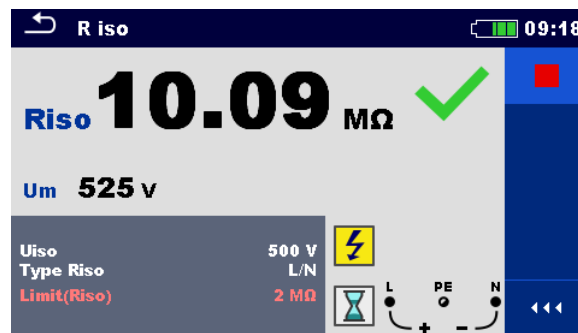 R iso 09:18
Riso 10.09 MΩ
Um 525 V
Uiso 500 V
Type Riso L/N
Limit(Riso) 2 MΩ
L PE N
+ -